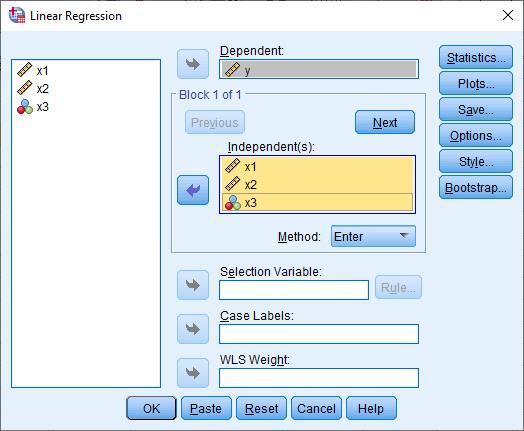 Linear Regression
x1
x2
x3
Dependent:
y
Block 1 of 1
Previous
Next
Independent(s):
x1
x2
x3
Method:
Enter
Selection Variable:
Rule...
Case Labels:
WLS Weight:
Statistics...
Plots...
Save...
Options...
Style...
Bootstrap...
OK
Paste
Reset
Cancel
Help